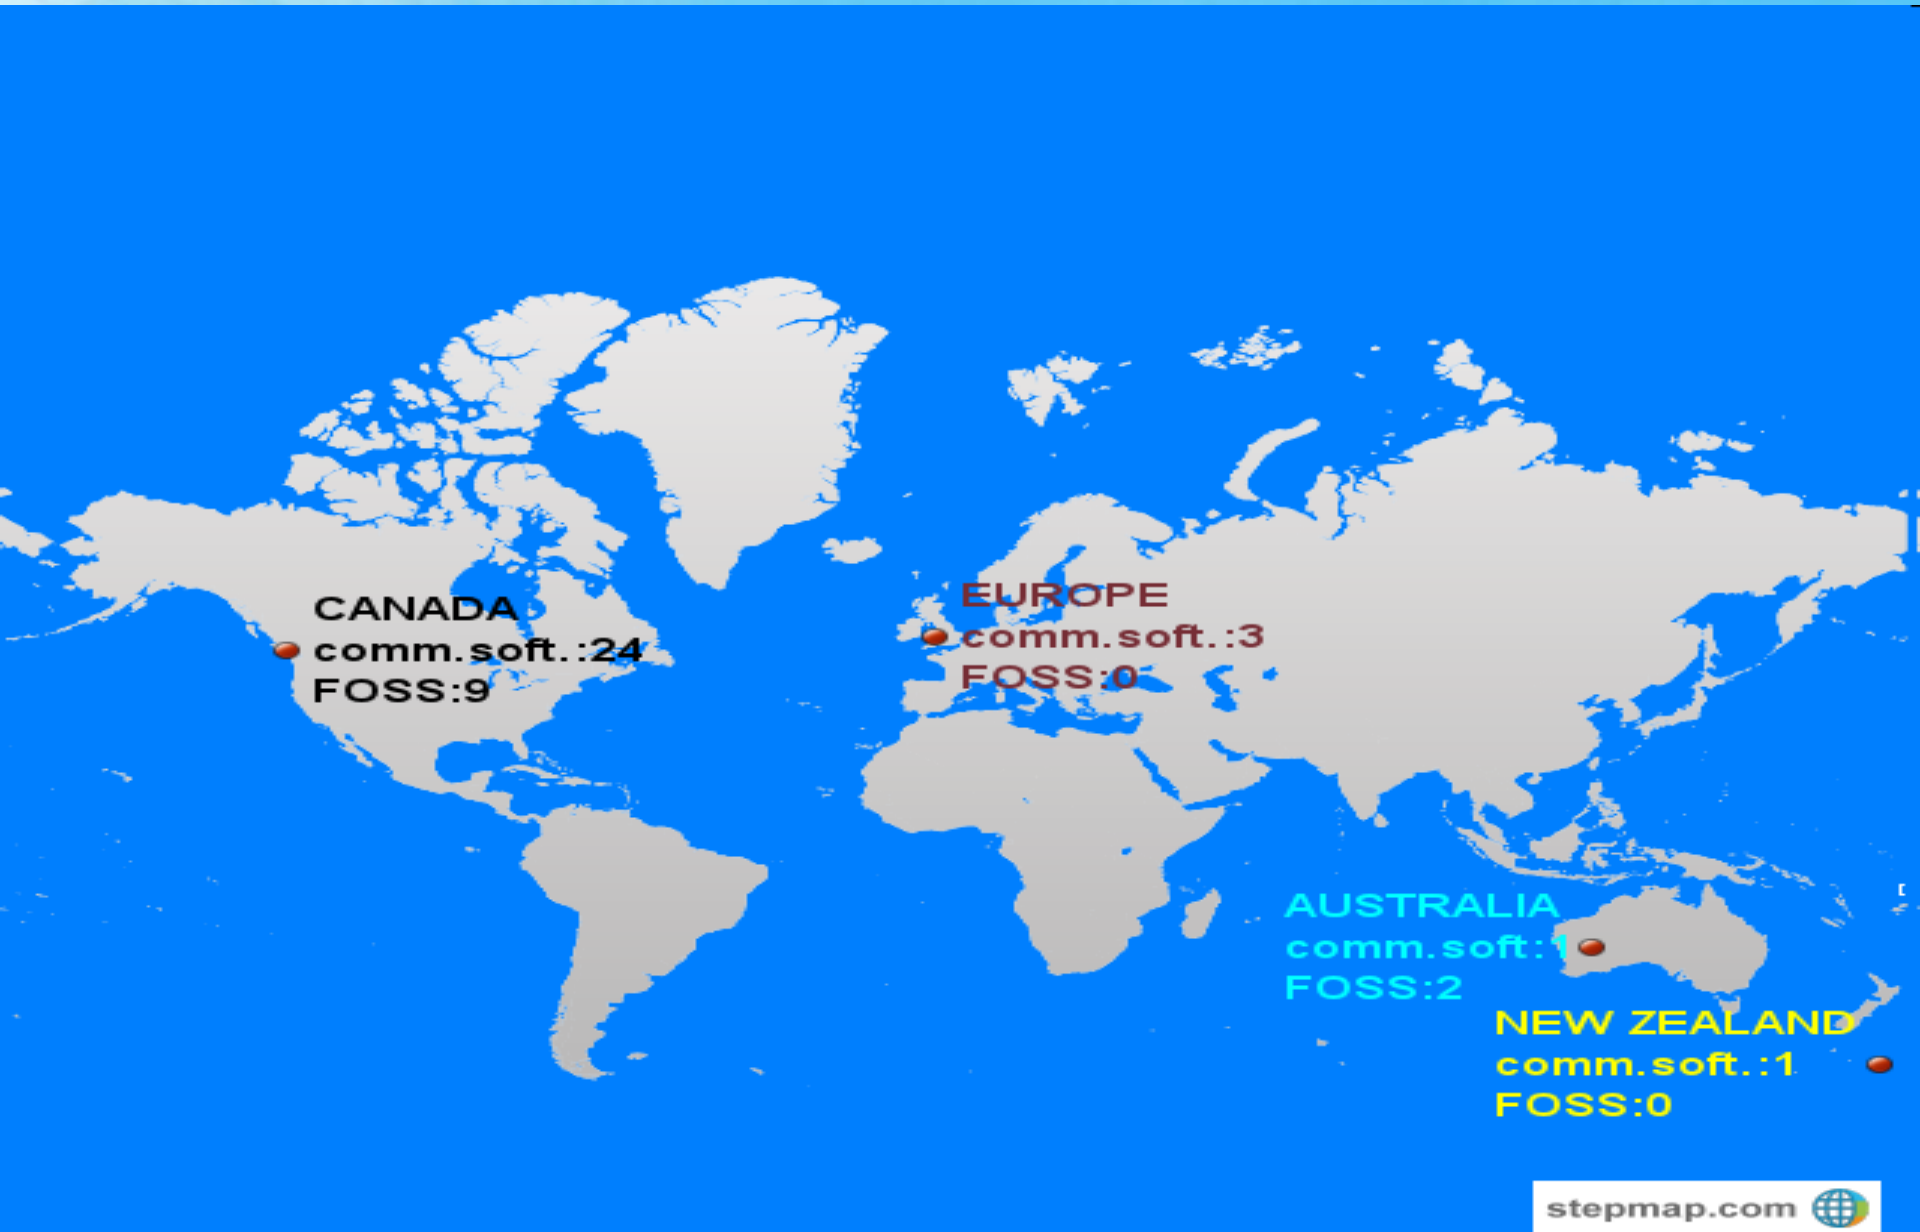 CANADA
comm.soft.:24
FOSS:9
EUROPE
comm.soft.:3
FOSS:0
AUSTRALIA
comm.soft:1
FOSS:2
NEW ZEALAND
comm.soft.:1
FOSS:0
stepmap.com